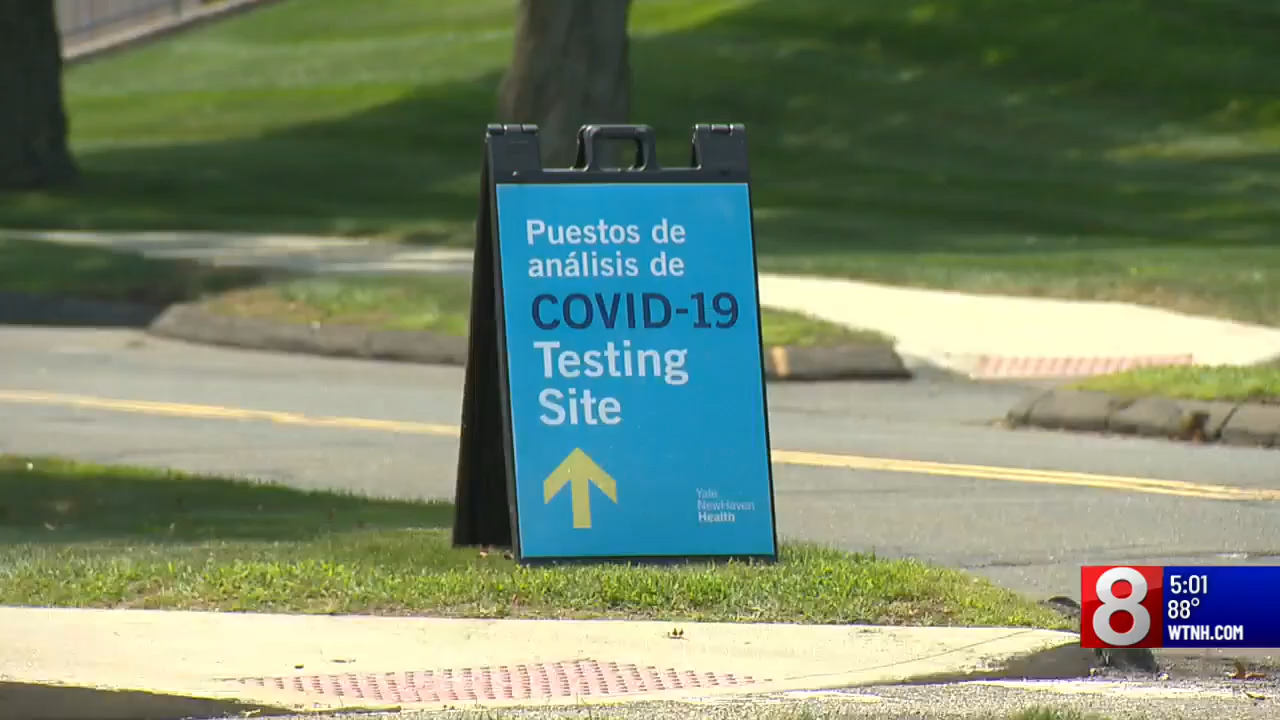 Puestos de
análisis de
COVID-19
Testing
Site
Yale
NewHaven
Health
8
5:01
88°
WTNH.COM